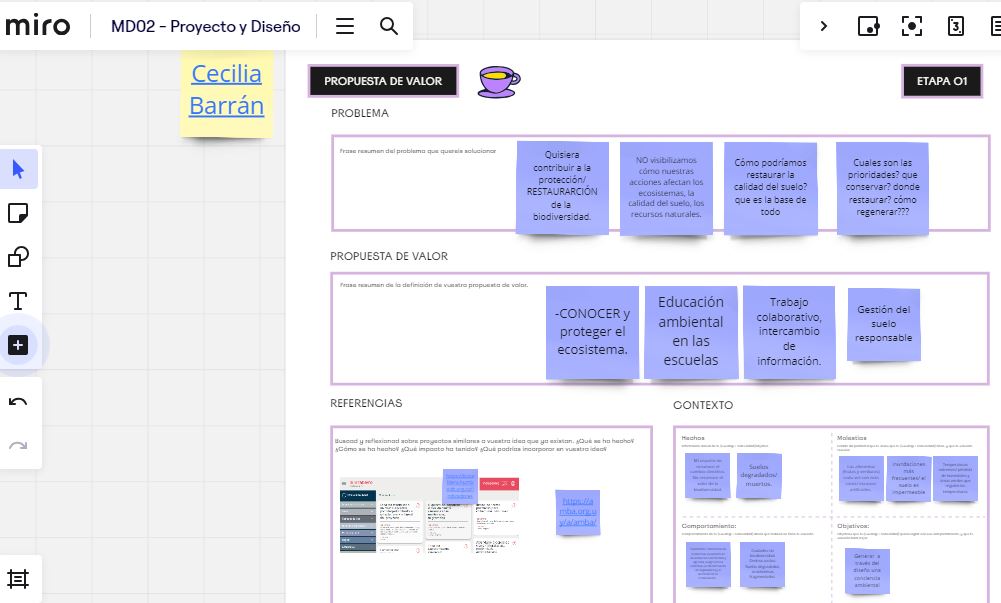 miro
MD02 - Proyecto y Diseño
Cecilia
Barrán
PROPUESTA DE VALOR
ETAPA 01
PROBLEMA
Frase resumen del problema que quereis solucionar
Quisiera
contribuir a la
protección/
RESTAURARCIÓN
de la
biodiversidad.
NO visibilizamos
cómo nuestras
acciones afectan los
ecosistemas, la
calidad del suelo, los
recursos naturales.
Cómo podríamos
restaurar la
calidad del suelo?
que es la base de
todo
Cuales son las
prioridades? que
conservar? donde
restaurar? cómo
regenerar???
PROPUESTA DE VALOR
Frase resumen de la definición de vuestra propuesta de valor.
-CONOCER y
proteger el
ecosistema.
Educación
ambiental
en las
escuelas
Trabajo
colaborativo,
intercambio
de
información.
Gestión del
suelo
responsable
REFERENCIAS
Buscad y reflexionad sobre proyectos similares a vuestra idea que ya existan. ¿Qué se ha hecho?
¿Cómo se ha hecho? ¿Qué impacto ha tenido? ¿Qué podrías incorporar en vuestra idea?
https://a
mba.org.u
y/a/amba/
CONTEXTO
Hechos
Suelos
degradados/
muertos.
Molestias
inundaciones
más
frecuentes/ el
suelo es
impermeable
Comportamiento:
Objetivos:
Generar a
través del
diseño una
conciencia
ambiental